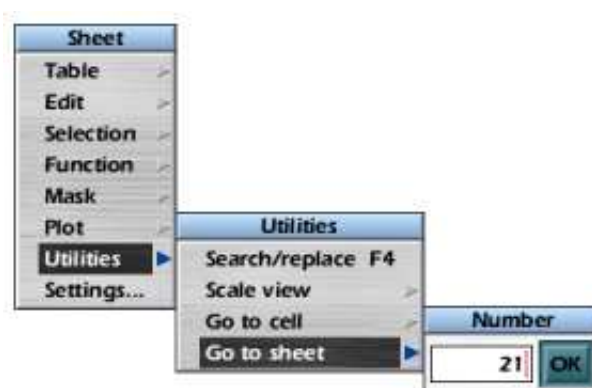 Sheet
Table
Edit
Selection
Function
Mask
Plot
Utilities
Settings...
Utilities
Search/replace F4
Scale view
Go to cell
Go to sheet
Number
21 OK